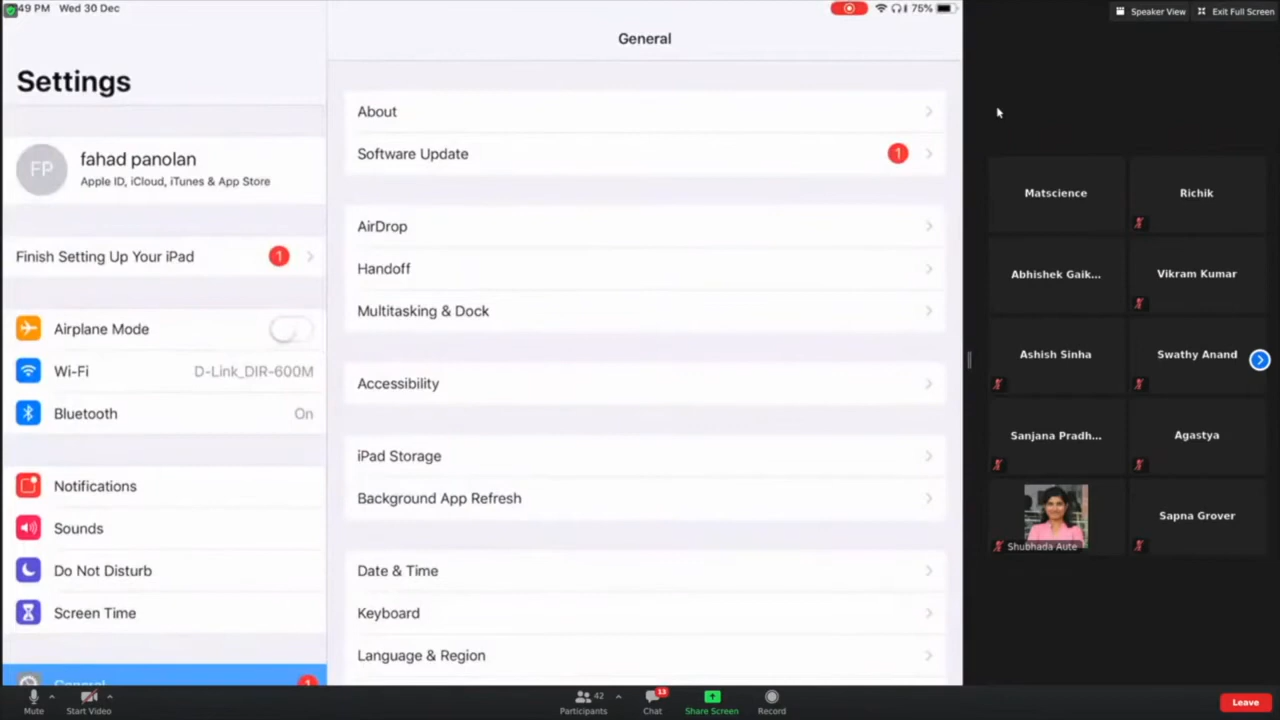 49 PM Wed 30 Dec
75%
Speaker View
Exit Full Screen
Settings
General
FP
fahad panolan
Apple ID, iCloud, iTunes & App Store
Finish Setting Up Your iPad
1
Airplane Mode
Wi-Fi
D-Link_DIR-600M
Bluetooth
On
Notifications
Sounds
Do Not Disturb
Screen Time
General
1
About
Software Update
1
AirDrop
Handoff
Multitasking & Dock
Accessibility
iPad Storage
Background App Refresh
Date & Time
Keyboard
Language & Region
Matscience
Richik
Abhishek Gaik...
Vikram Kumar
Ashish Sinha
Swathy Anand
Sanjana Pradh...
Agastya
Shubhada Aute
Sapna Grover
Mute
Start Video
Participants
42
Chat
13
Share Screen
Record
Leave